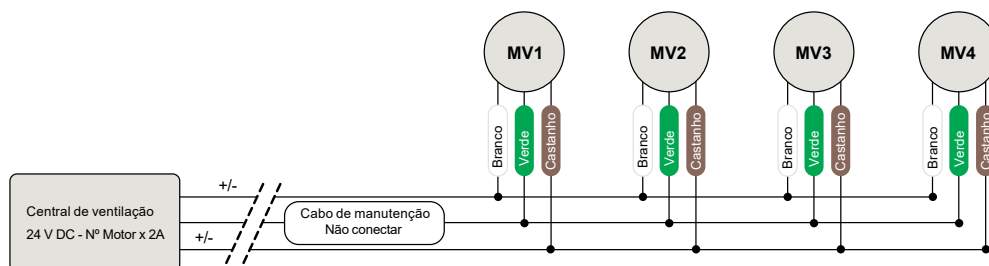 MV1
MV2
MV3
MV4
Branco
Verde
Castanho
Branco
Verde
Castanho
Branco
Verde
Castanho
Branco
Verde
Castanho
+/-
Central de ventilação
24 V DC - Nº Motor x 2A
Cabo de manutenção
Não conectar
+/-